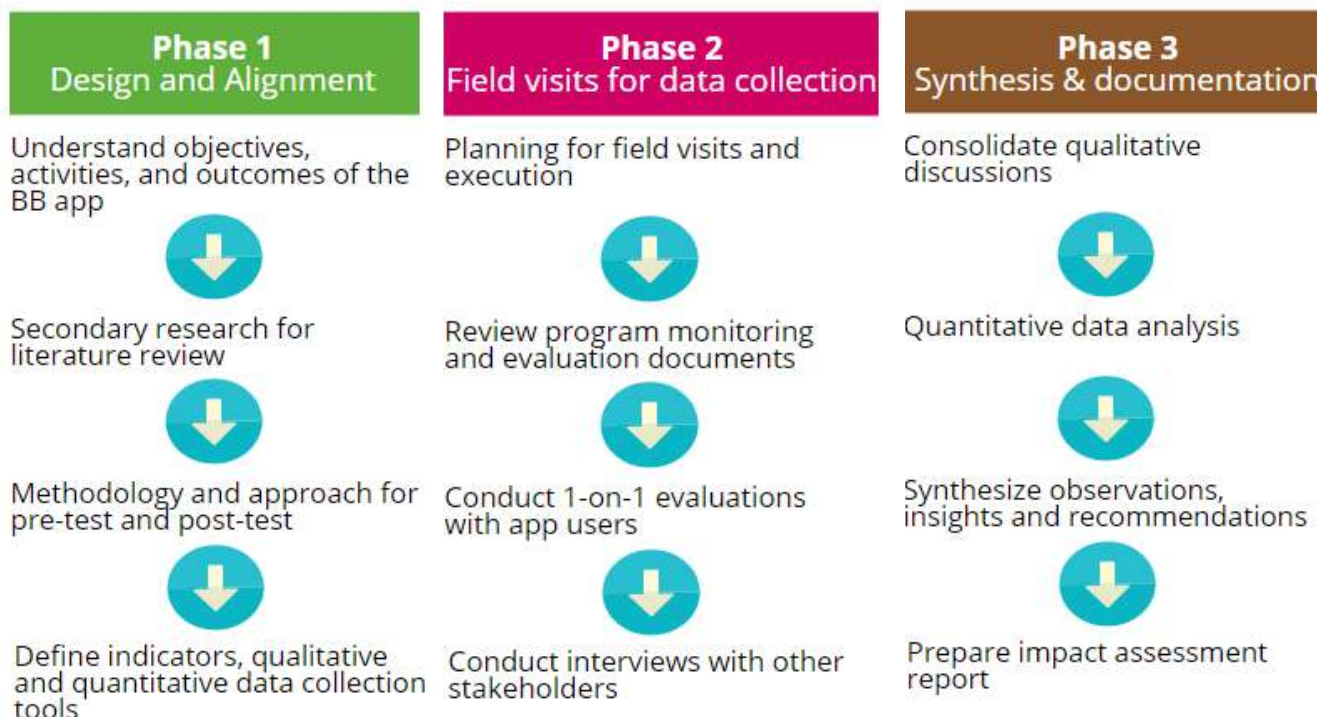 Phase 1
Design and Alignment
Understand objectives,
activities, and outcomes of the
BB app
Secondary research for
literature review
Methodology and approach for
pre-test and post-test
Define indicators, qualitative
and quantitative data collection
tools
Phase 2
Field visits for data collection
Planning for field visits and
execution
Review program monitoring
and evaluation documents
Conduct 1-on-1 evaluations
with app users
Conduct interviews with other
stakeholders
Phase 3
Synthesis & documentation
Consolidate qualitative
discussions
Quantitative data analysis
Synthesize observations,
insights and recommendations
Prepare impact assessment
report